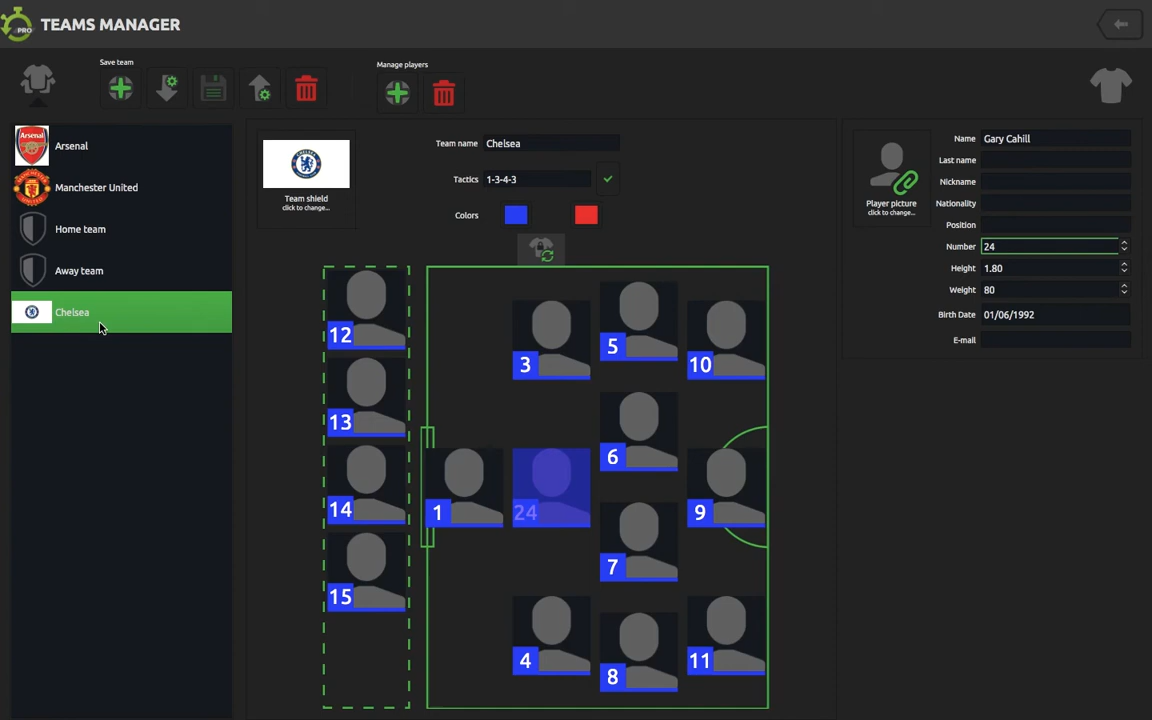 PRO TEAMS MANAGER
Save team
Manage players
Arsenal
Arsenal
Manchester United
Home team
Away team
Chelsea
Team shield
click to change...
Team name Chelsea
Tactics 1-3-4-3
Colors
12
13
14
15
3
5
10
6
1
24
9
7
4
8
11
Player picture
click to change...
Name Gary Cahill
Last name
Nickname
Nationality
Position
Number 24
Height 1.80
Weight 80
Birth Date 01/06/1992
E-mail